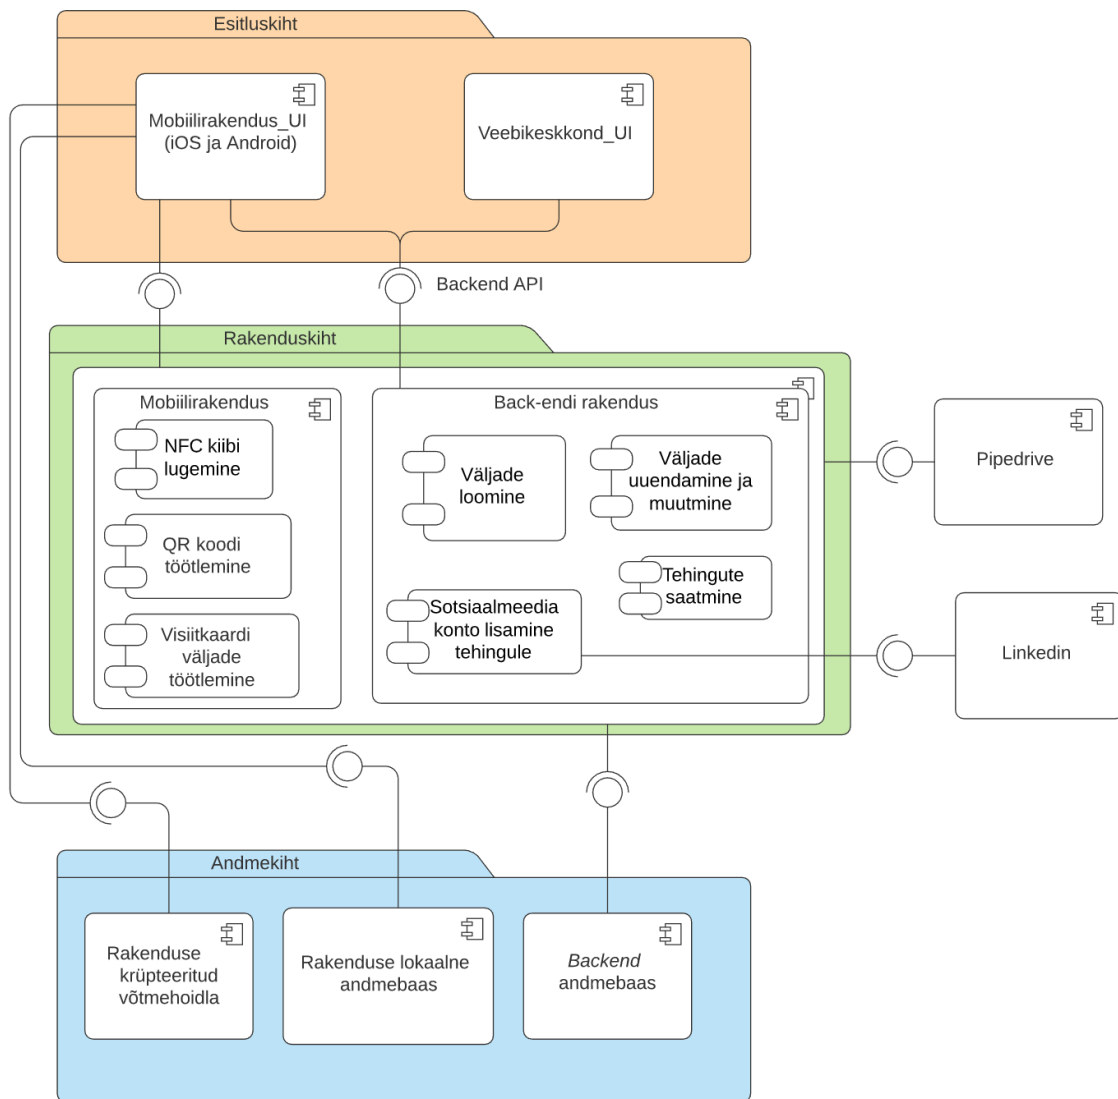 Esitluskiht
Mobiilirakendus_UI
(iOS ja Android)
Veebikeskkond_UI
Backend API
Rakenduskiht
Mobiilirakendus
NFC kiibi
lugemine
QR koodi
töötlemine
Visiitkaardi
väljade
töötlemine
Back-endi rakendus
Väljade
loomine
Väljade
uuendamine ja
muutmine
Tehingute
saatmine
Sotsiaalmeedia
konto lisamine
tehingule
Pipedrive
Linkedin
Andmekiht
Rakenduse
krüpteeritud
võtmehoidla
Rakenduse lokaalne
andmebaas
Backend
andmebaas